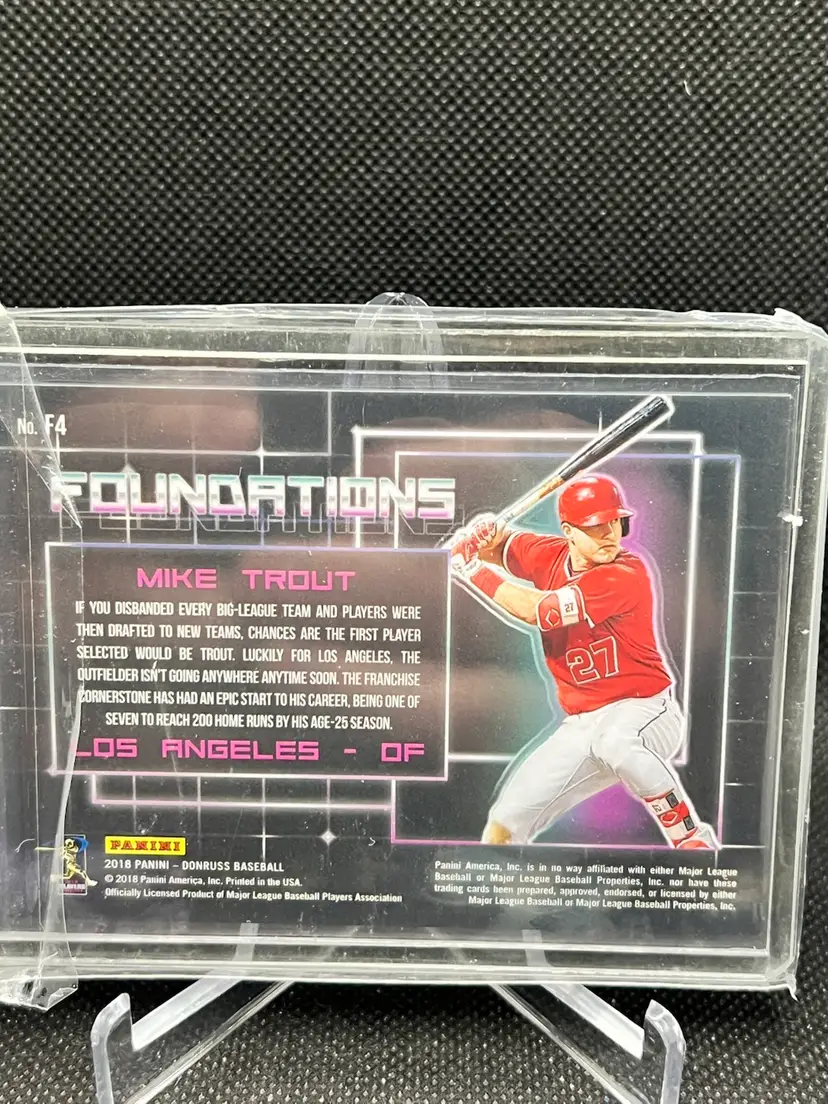 No. F4
FOUNDATIONS
MIKE TROUT
IF YOU DISBANDED EVERY BIG-LEAGUE TEAM AND PLAYERS WERE
THEN DRAFTED TO NEW TEAMS, CHANCES ARE THE FIRST PLAYER
SELECTED WOULD BE TROUT. LUCKILY FOR LOS ANGELES, THE
OUTFIELDER ISN'T GOING ANYWHERE ANYTIME SOON. THE FRANCHISE
CORNERSTONE HAS HAD AN EPIC START TO HIS CAREER, BEING ONE OF
SEVEN TO REACH 200 HOME RUNS BY HIS AGE-25 SEASON.
LOS ANGELES - OF
27
27
PANINI
2018 PANINI – DONRUSS BASEBALL
© 2018 Panini America, Inc. Printed in the USA.
Officially Licensed Product of Major League Baseball Players Association
Panini America, Inc. is in no way affiliated with either Major League
Baseball or Major League Baseball Properties, Inc. nor have these
trading cards been prepared, approved, endorsed, or licensed by either
Major League Baseball or Major League Baseball Properties, Inc.